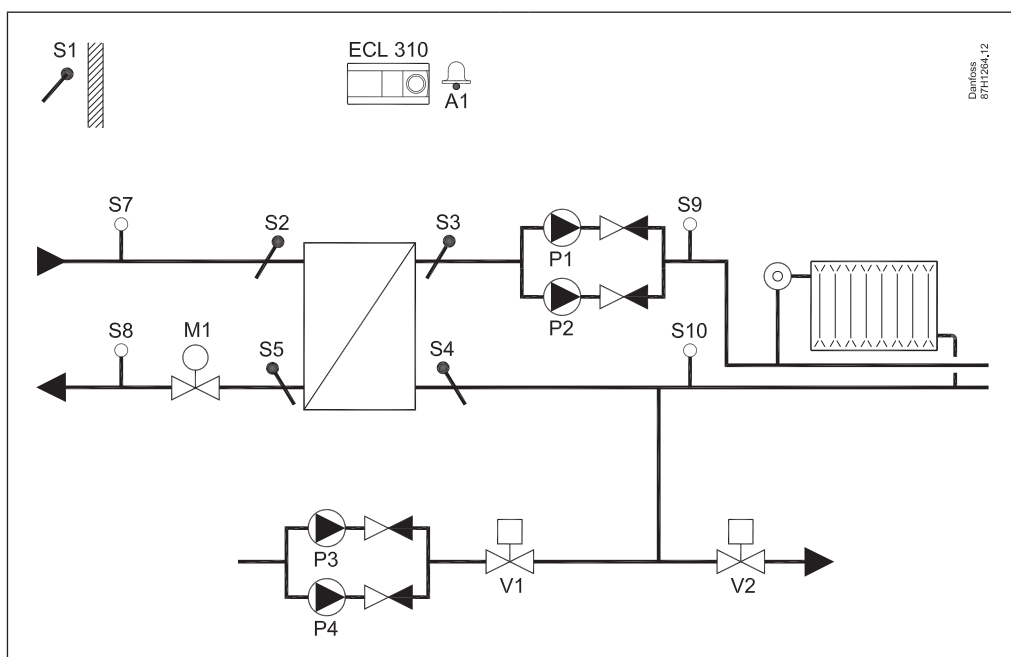 S1
ECL 310
A1
Danfoss
87H1264.12
S7
S2
S3
P1
S9
P2
S8
M1
S5
S4
S10
P3
P4
V1
V2